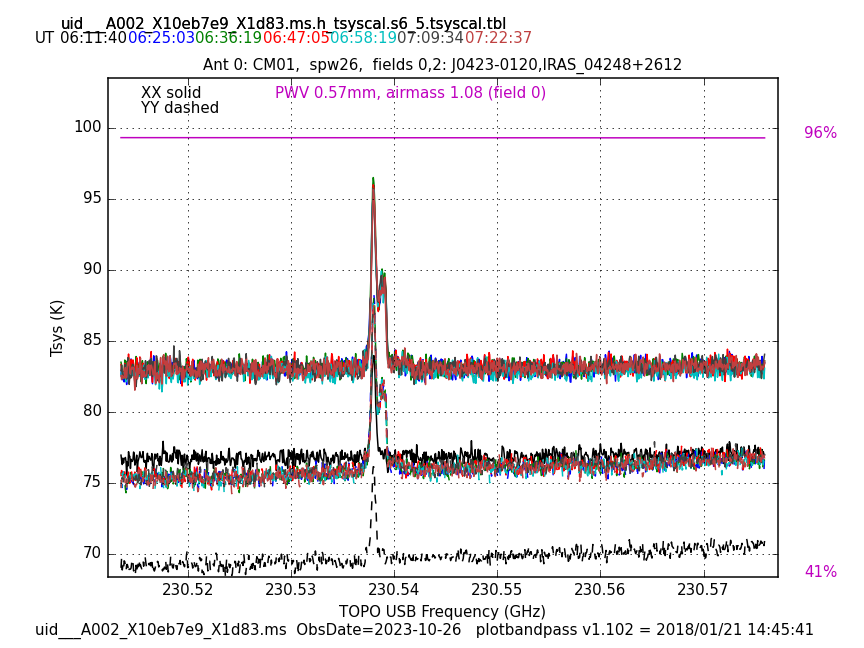 uid___A002_X10eb7e9_X1d83.ms.h_tsyscal.s6_5.tsyscal.tbl
UT 06:11:40 06:25:03 06:36:19 06:47:05 06:58:19 07:09:34 07:22:37
Ant 0: CM01,  spw26,  fields 0,2: J0423-0120,IRAS_04248+2612
XX solid
PWV 0.57mm, airmass 1.08 (field 0)
YY dashed
100
96%
95
90
85
Tsys (K)
80
75
70
41%
230.52 230.53 230.54 230.55 230.56 230.57
TOPO USB Frequency (GHz)
uid___A002_X10eb7e9_X1d83.ms  ObsDate=2023-10-26   plotbandpass v1.102 = 2018/01/21 14:45:41